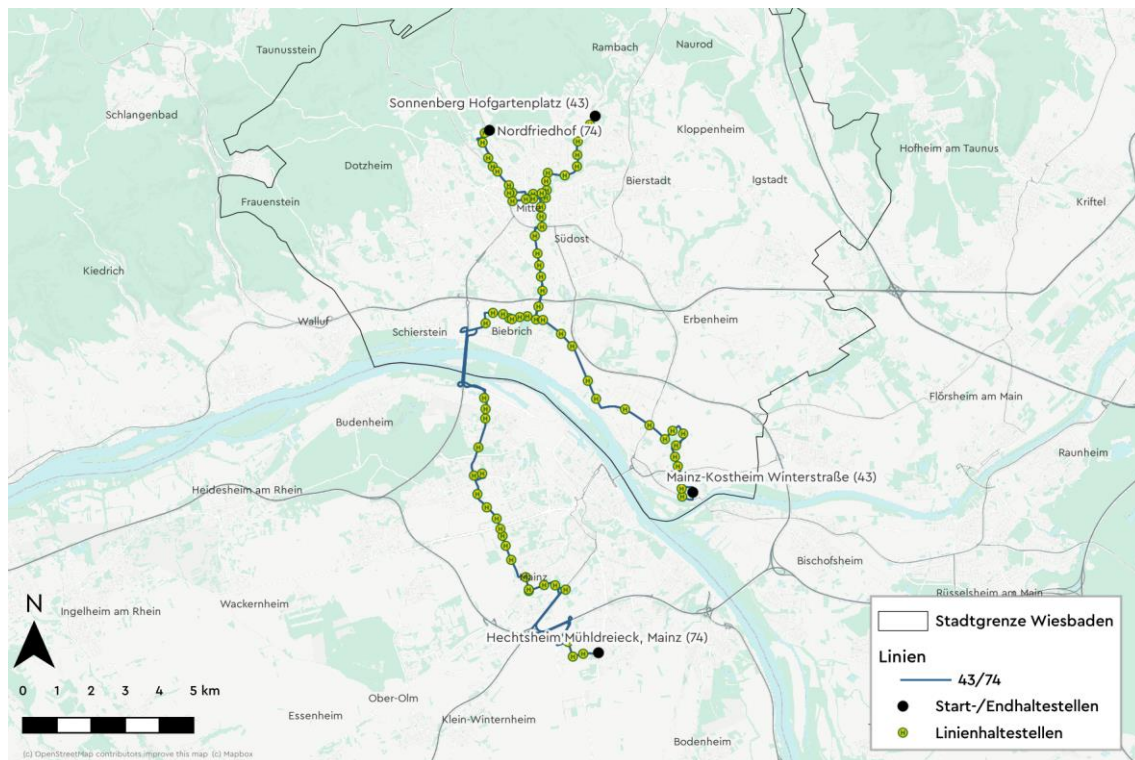 Taunusstein
Rambach
Naurod
Sonnenberg Hofgartenplatz (43)
Schlangenbad
Nordfriedhof (74)
Kloppenheim
Hofheim am Taunus
Dotzheim
Bierstadt
Igstadt
Frauenstein
Kriftel
Mitte
Südost
Kiedrich
Walluf
Schierstein
Biebrich
Erbenheim
Budenheim
Flörsheim am Main
Raunheim
Heidesheim am Rhein
Mainz-Kostheim Winterstraße (43)
Bischofsheim
Mainz
Rüsselsheim am Main
Ingelheim am Rhein
Wackernheim
N
Hechtsheim Mühldreieck, Mainz (74)
Stadtgrenze Wiesbaden
Linien
43/74
Start-/Endhaltestellen
Linienhaltestellen
0 1 2 3 4 5 km
Ober-Olm
Essenheim
Klein-Winternheim
Bodenheim
(c) OpenStreetMap contributors improve this map (c) Mapbox